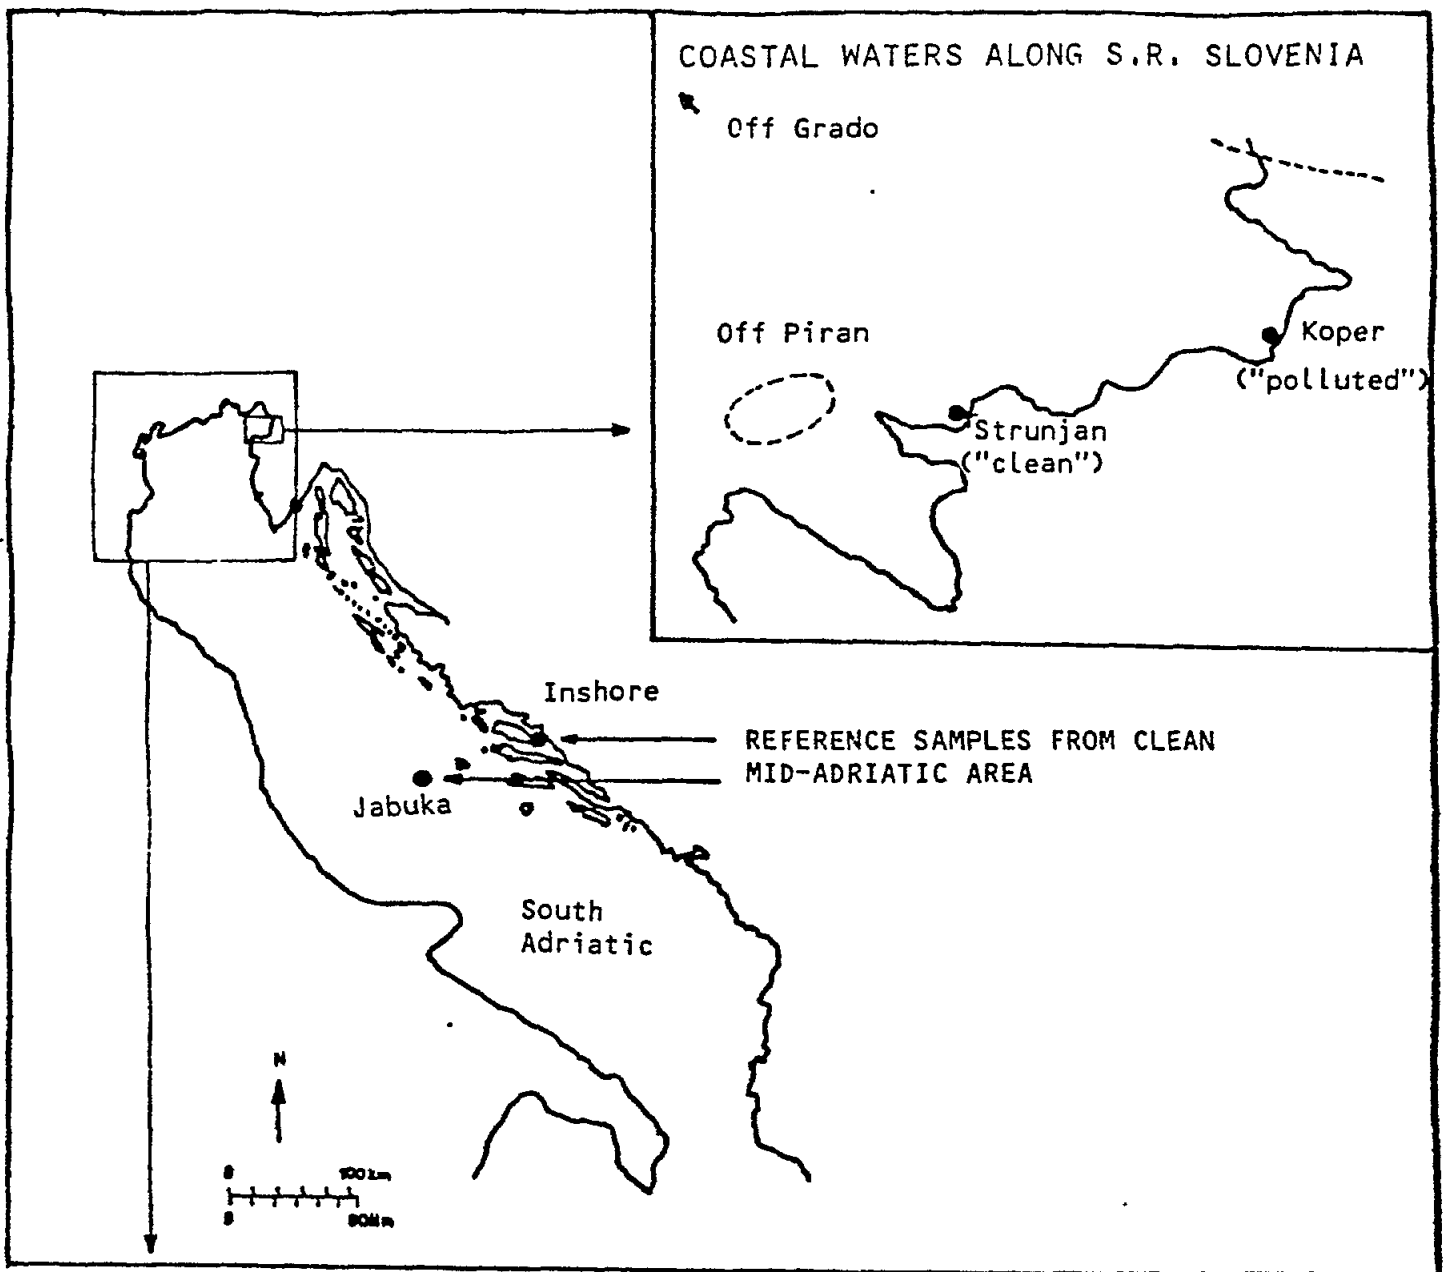 COASTAL WATERS ALONG S.R. SLOVENIA
Off Grado
Off Piran
Koper
("polluted")
Strunjan
("clean")
Inshore
REFERENCE SAMPLES FROM CLEAN
MID-ADRIATIC AREA
Jabuka
South
Adriatic
N
100km